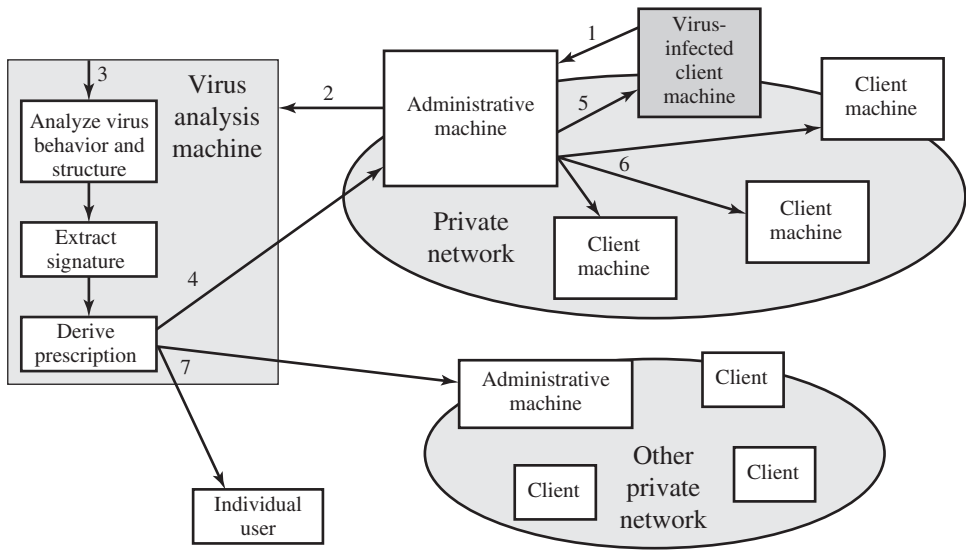 Virus
analysis
machine
3
Analyze virus
behavior and
structure
Extract
signature
Derive
prescription
2
4
7
Administrative
machine
1
5
6
Virus-
infected
client
machine
Client
machine
Client
machine
Client
machine
Private
network
Administrative
machine
Client
Client
Client
Other
private
network
Individual
user